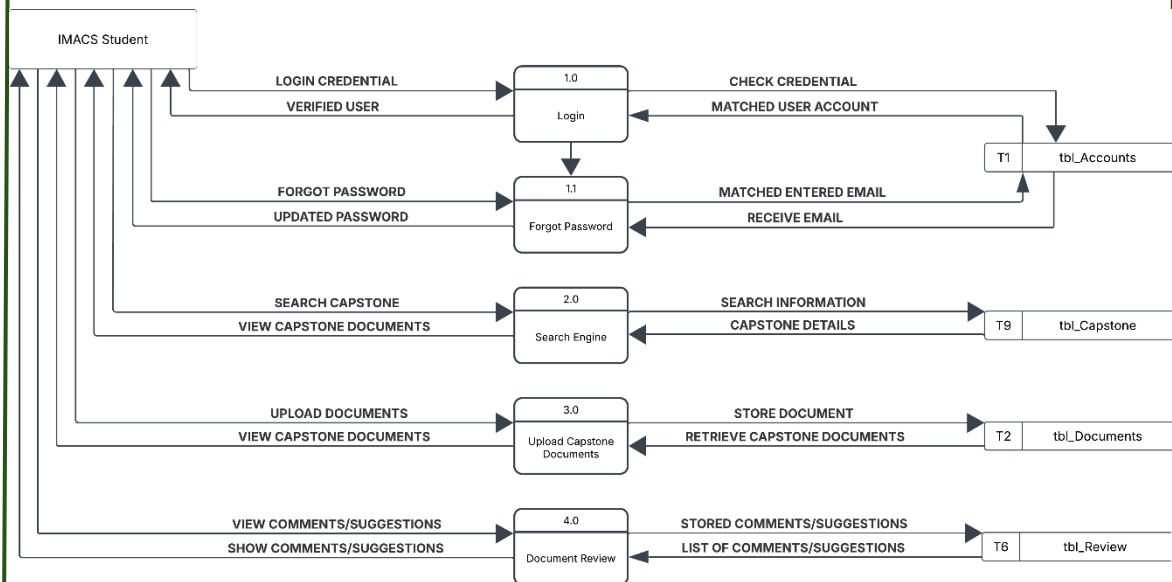 IMACS Student
LOGIN CREDENTIAL
VERIFIED USER
1.0
Login
CHECK CREDENTIAL
MATCHED USER ACCOUNT
T1
tbl_Accounts
FORGOT PASSWORD
UPDATED PASSWORD
1.1
Forgot Password
MATCHED ENTERED EMAIL
RECEIVE EMAIL
SEARCH CAPSTONE
VIEW CAPSTONE DOCUMENTS
2.0
Search Engine
SEARCH INFORMATION
CAPSTONE DETAILS
T9
tbl_Capstone
UPLOAD DOCUMENTS
VIEW CAPSTONE DOCUMENTS
3.0
Upload Capstone
Documents
STORE DOCUMENT
RETRIEVE CAPSTONE DOCUMENTS
T2
tbl_Documents
VIEW COMMENTS/SUGGESTIONS
SHOW COMMENTS/SUGGESTIONS
4.0
Document Review
STORED COMMENTS/SUGGESTIONS
LIST OF COMMENTS/SUGGESTIONS
T6
tbl_Review